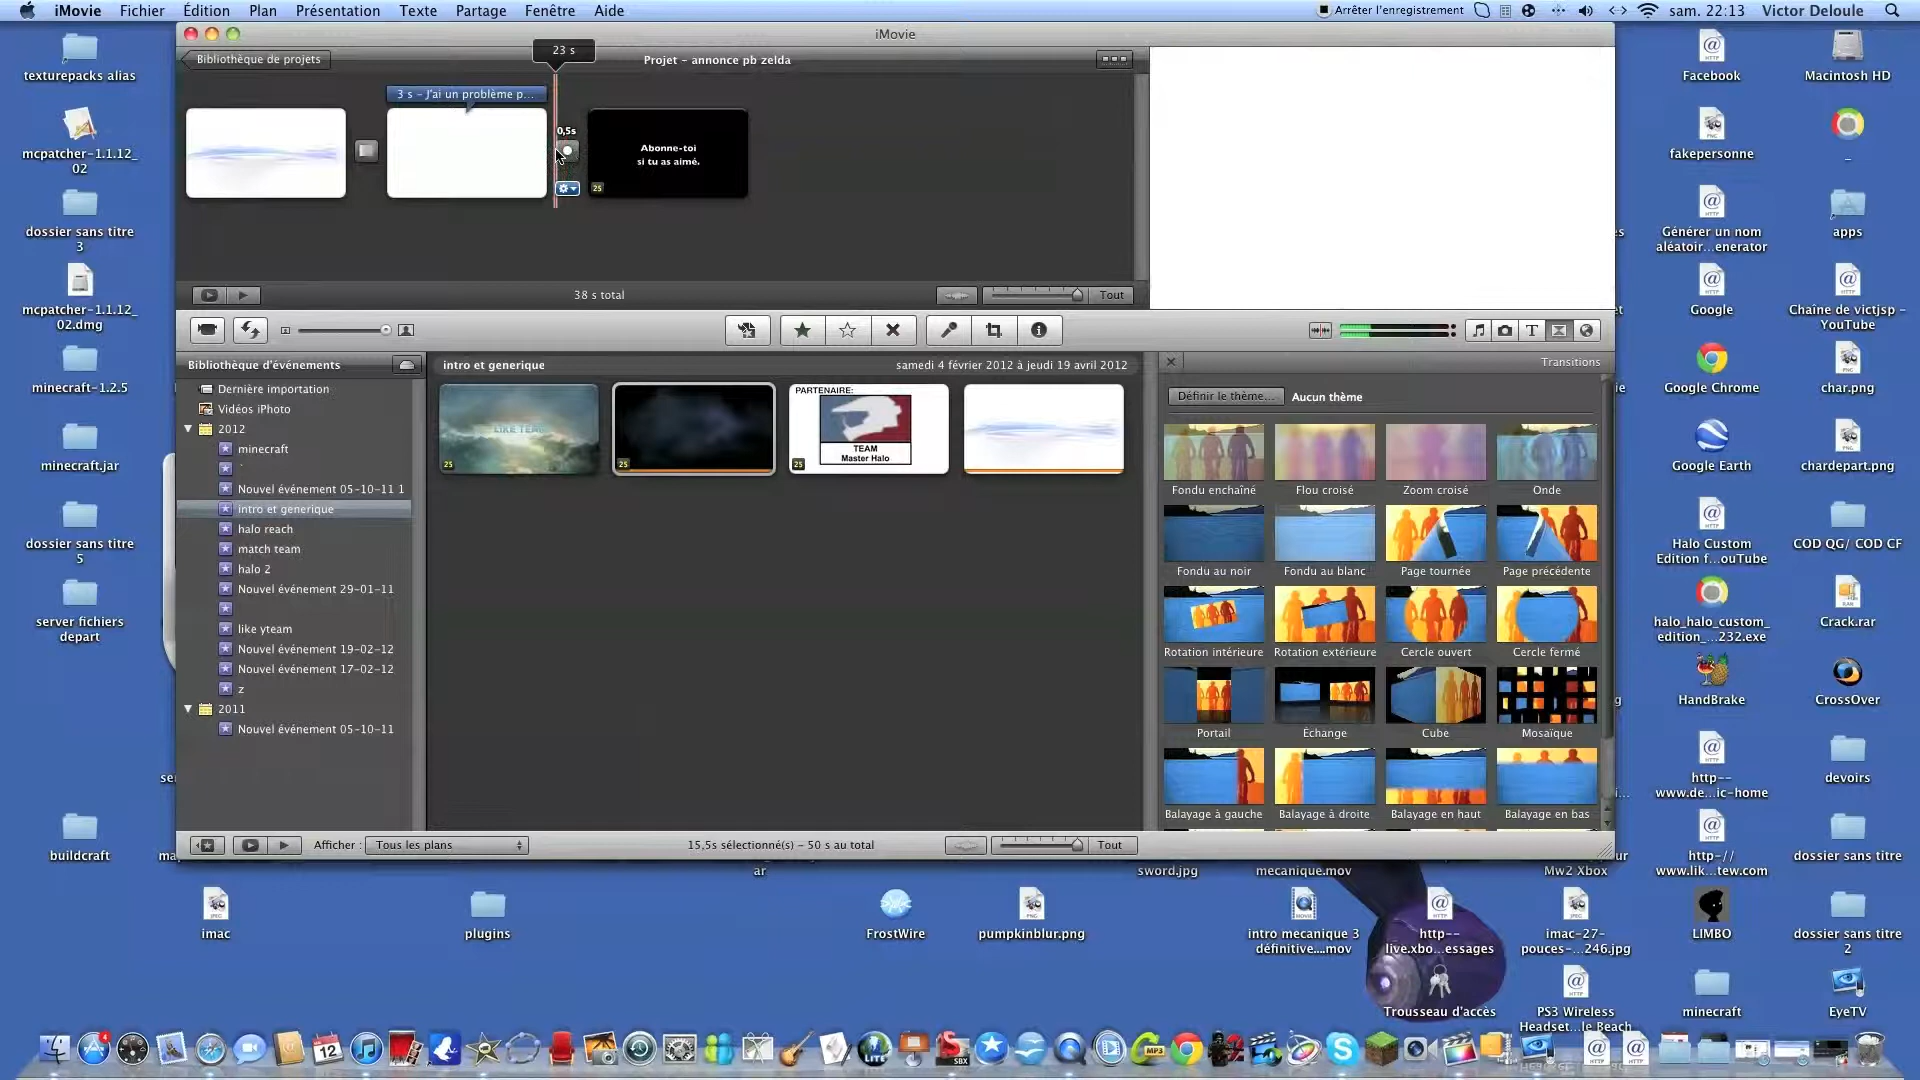 iMovie Fichier Édition Plan Présentation Texte Partage Fenêtre Aide
Arrêter l'enregistrement sam. 22:13 Victor Deloule
iMovie
23 s
Bibliothèque de projets
Projet - annonce pb zelda
3 s - J'ai un problème p...
0,5s
Abonne-toi
si tu as aimé.
25
38 s total
Tout
Bibliothèque d'événements
Dernière importation
Vidéos iPhoto
2012
minecraft
Nouvel événement 05-10-11 1
intro et generique
halo reach
match team
halo 2
Nouvel événement 29-01-11
like yteam
Nouvel événement 19-02-12
Nouvel événement 17-02-12
z
2011
Nouvel événement 05-10-11
intro et generique
samedi 4 février 2012 à jeudi 19 avril 2012
LIKE TEAM
25
25
PARTENAIRE:
TEAM
Master Halo
25
Transitions
Définir le thème...
Aucun thème
Fondu enchaîné Flou croisé Zoom croisé Onde
Fondu au noir Fondu au blanc Page tournée Page précédente
Rotation intérieure Rotation extérieure Cercle ouvert Cercle fermé
Portail Échange Cube Mosaïque
Balayage à gauche Balayage à droite Balayage en haut Balayage en bas
Afficher : Tous les plans
15,5s sélectionné(s) - 50 s au total
Tout
texturepacks alias
mcpatcher-1.1.12_
02
dossier sans titre
3
mcpatcher-1.1.12_
02.dmg
minecraft-1.2.5
minecraft.jar
dossier sans titre
5
server fichiers
depart
buildcraft
imac
plugins
ar
FrostWire
sword.jpg
pumpkinblur.png
mecanique.mov
intro mecanique 3
définitive....mov
http--
live.xbo...essages
Trousseau d'accès
Mw2 Xbox
imac-27-
pouces-...246.jpg
PS3 Wireless
Headset...le Beach
Facebook
fakepersonne
Générer un nom
aléatoir...enerator
Google
Google Chrome
Google Earth
Halo Custom
Edition f...ouTube
halo_halo_custom_
edition_...232.exe
HandBrake
http--
www.de...ic-home
http-//
www.lik...tew.com
LIMBO
minecraft
Macintosh HD
_
apps
Chaîne de victjsp -
YouTube
char.png
chardepart.png
COD QG/ COD CF
Crack.rar
CrossOver
devoirs
dossier sans titre
dossier sans titre
2
EyeTV
4
12
LITE
SBX
MP3